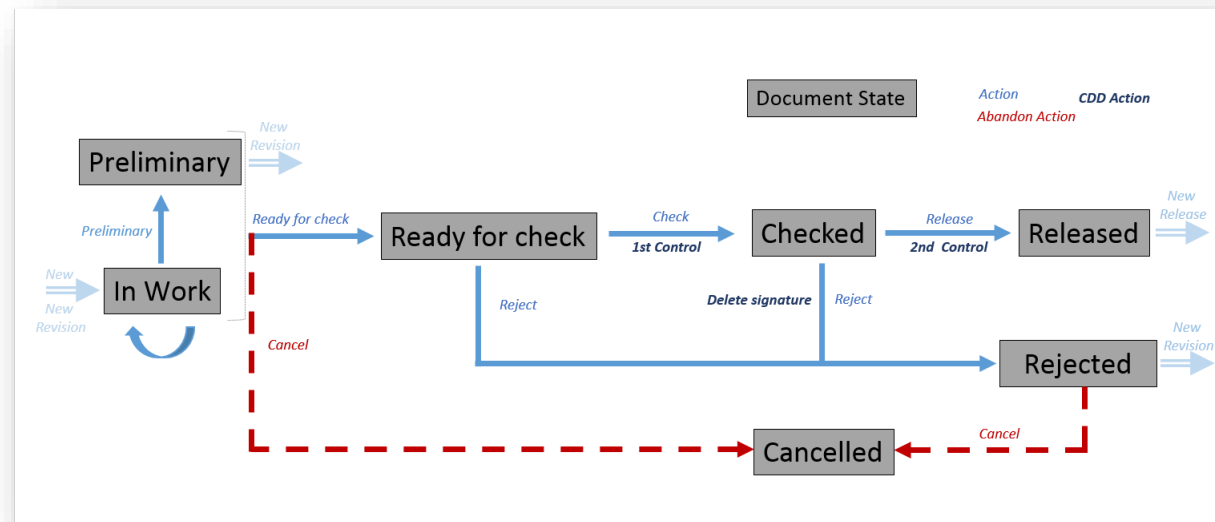 Document State
Action
CDD Action
Abandon Action
New
Revision
Preliminary
New
Release
Ready for check
Check
Release
Preliminary
Ready for check
1st Control
Checked
2nd Control
Released
New
In Work
New
Revision
Delete signature
Reject
Reject
New
Revision
Cancel
Rejected
Cancel
Cancelled